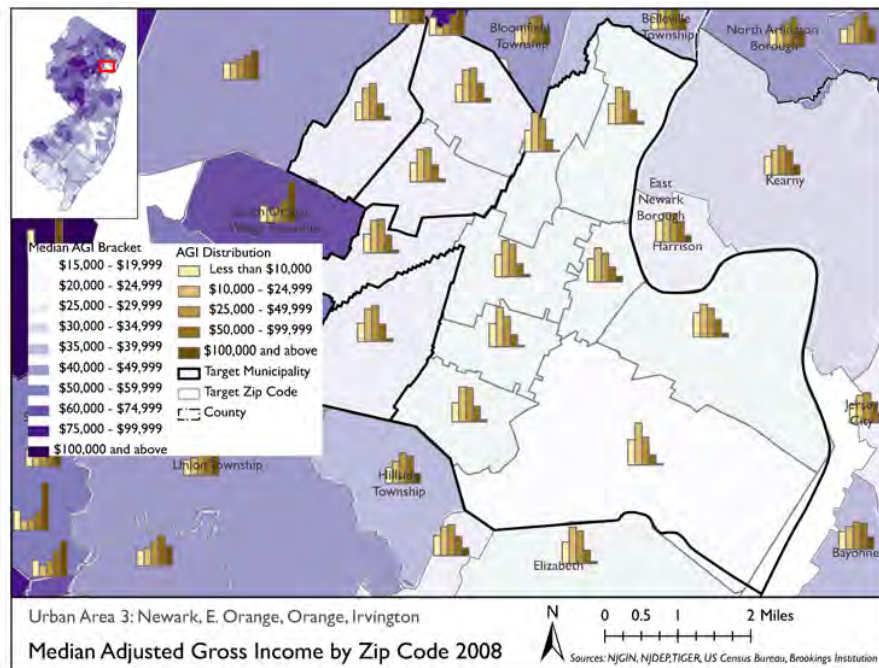 Bloomfield
Township
Belleville
Township
North Arlington
Borough
Kearny
East
Newark
Borough
Harrison
Median AGI Bracket
$15,000 - $19,999
$20,000 - $24,999
$25,000 - $29,999
$30,000 - $34,999
$35,000 - $39,999
$40,000 - $49,999
$50,000 - $59,999
$60,000 - $74,999
$75,000 - $99,999
$100,000 and above
AGI Distribution
Less than $10,000
$10,000 - $24,999
$25,000 - $49,999
$50,000 - $99,999
$100,000 and above
Target Municipality
Target Zip Code
County
Jersey
City
Union Township
Hillside
Township
Elizabeth
Bayonne
Urban Area 3: Newark, E. Orange, Orange, Irvington
Median Adjusted Gross Income by Zip Code 2008
N
0 0.5 1 2 Miles
Sources: NJGIN, NJDEP,TIGER, US Census Bureau, Brookings Institution